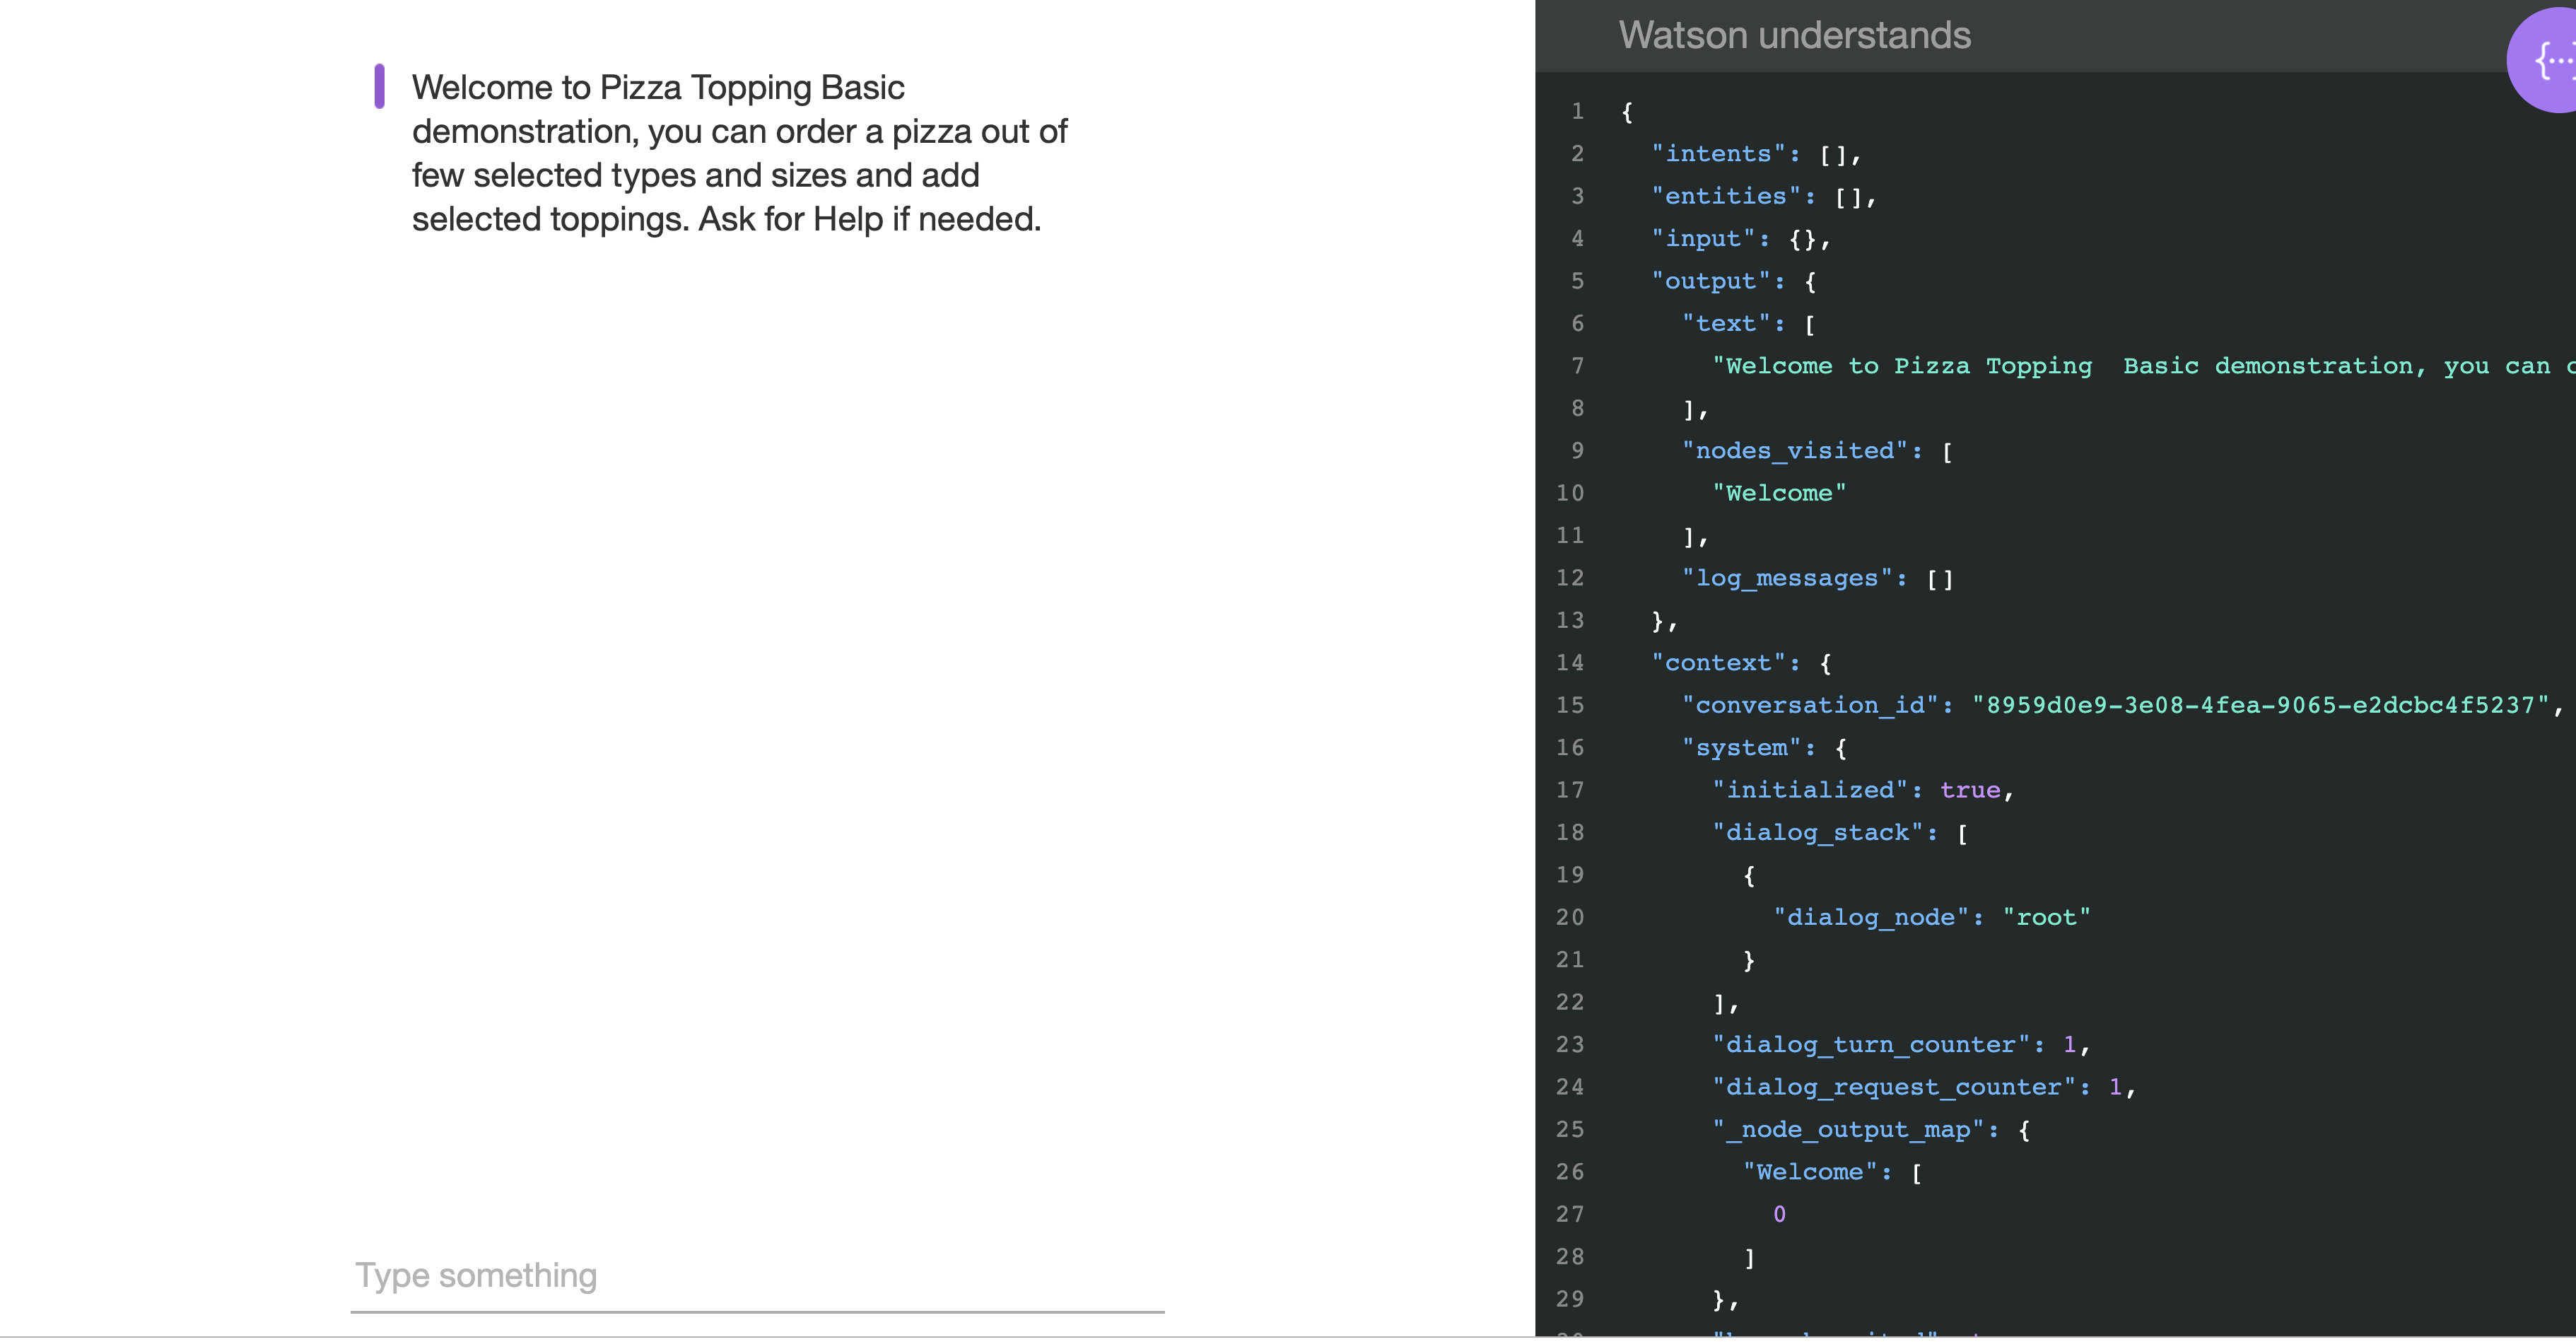 Welcome to Pizza Topping Basic
demonstration, you can order a pizza out of
few selected types and sizes and add
selected toppings. Ask for Help if needed.
Type something
Watson understands
{···
1 {
2 "intents": [],
3 "entities": [],
4 "input": {},
5 "output": {
6 "text": [
7 "Welcome to Pizza Topping  Basic demonstration, you can
8 ],
9 "nodes_visited": [
10 "Welcome"
11 ],
12 "log_messages": []
13 },
14 "context": {
15 "conversation_id": "8959d0e9-3e08-4fea-9065-e2dcbc4f5237",
16 "system": {
17 "initialized": true,
18 "dialog_stack": [
19 {
20 "dialog_node": "root"
21 }
22 ],
23 "dialog_turn_counter": 1,
24 "dialog_request_counter": 1,
25 "_node_output_map": {
26 "Welcome": [
27 0
28 ]
29 },